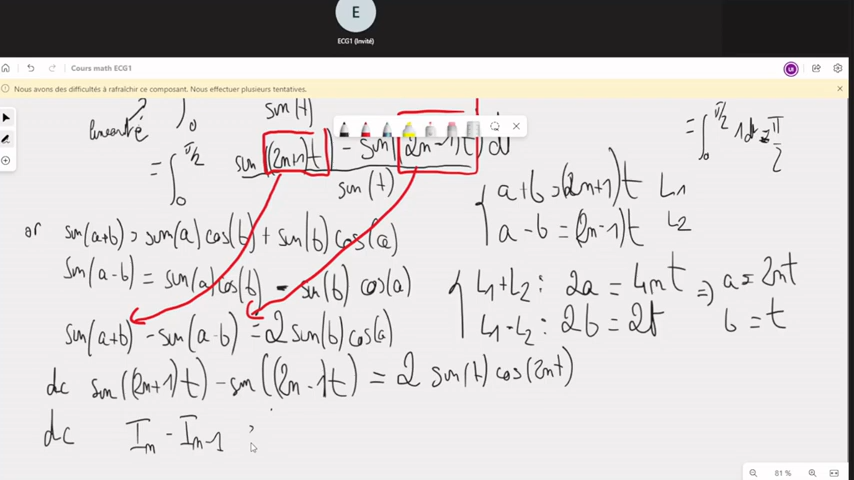 E
ECG1 (Invité)
Cours math ECG1
UI
Nous avons des difficultés à rafraîchir ce composant. Nous effectuer plusieurs tentatives.
linéarité
0
sin(t)
= ∫₀^{π/2} (sin((2n+1)t) - sin((2n-1)t)) / sin(t) dt
= ∫₀^{π/2} 1 dt = π/2
{ a+b = (2n+1)t L1
a-b = (2n-1)t L2
or sin(a+b) = sin(a) cos(b) + sin(b) cos(a)
sin(a-b) = sin(a) cos(b) - sin(b) cos(a)
{ L1+L2 : 2a = 4nt ⇒ a = 2nt
L1-L2 : 2b = 2t b = t
sin(a+b) - sin(a-b) = 2 sin(b) cos(a)
dc sin((2n+1)t) - sin((2n-1)t) = 2 sin(t) cos(2nt)
dc In - In-1 =
81 %